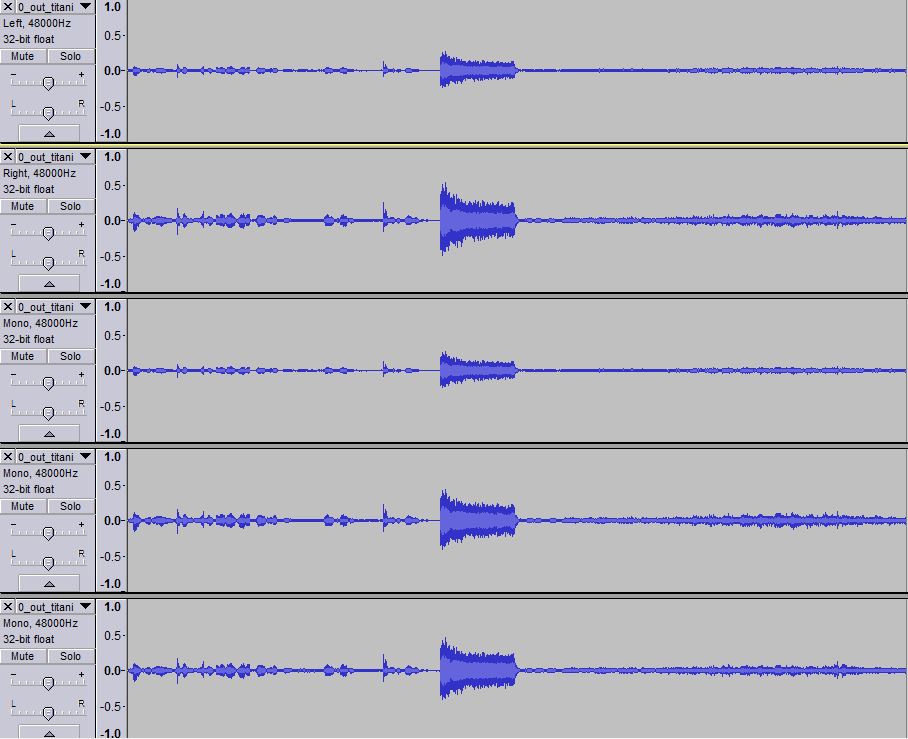 0_out_titani 1.0
Left, 48000Hz
32-bit float 0.5
Mute Solo
- + 0.0
L R -0.5
-1.0
0_out_titani 1.0
Right, 48000Hz
32-bit float 0.5
Mute Solo
- + 0.0
L R -0.5
-1.0
0_out_titani 1.0
Mono, 48000Hz
32-bit float 0.5
Mute Solo
- + 0.0
L R -0.5
-1.0
0_out_titani 1.0
Mono, 48000Hz
32-bit float 0.5
Mute Solo
- + 0.0
L R -0.5
-1.0
0_out_titani 1.0
Mono, 48000Hz
32-bit float 0.5
Mute Solo
- + 0.0
L R -0.5
-1.0